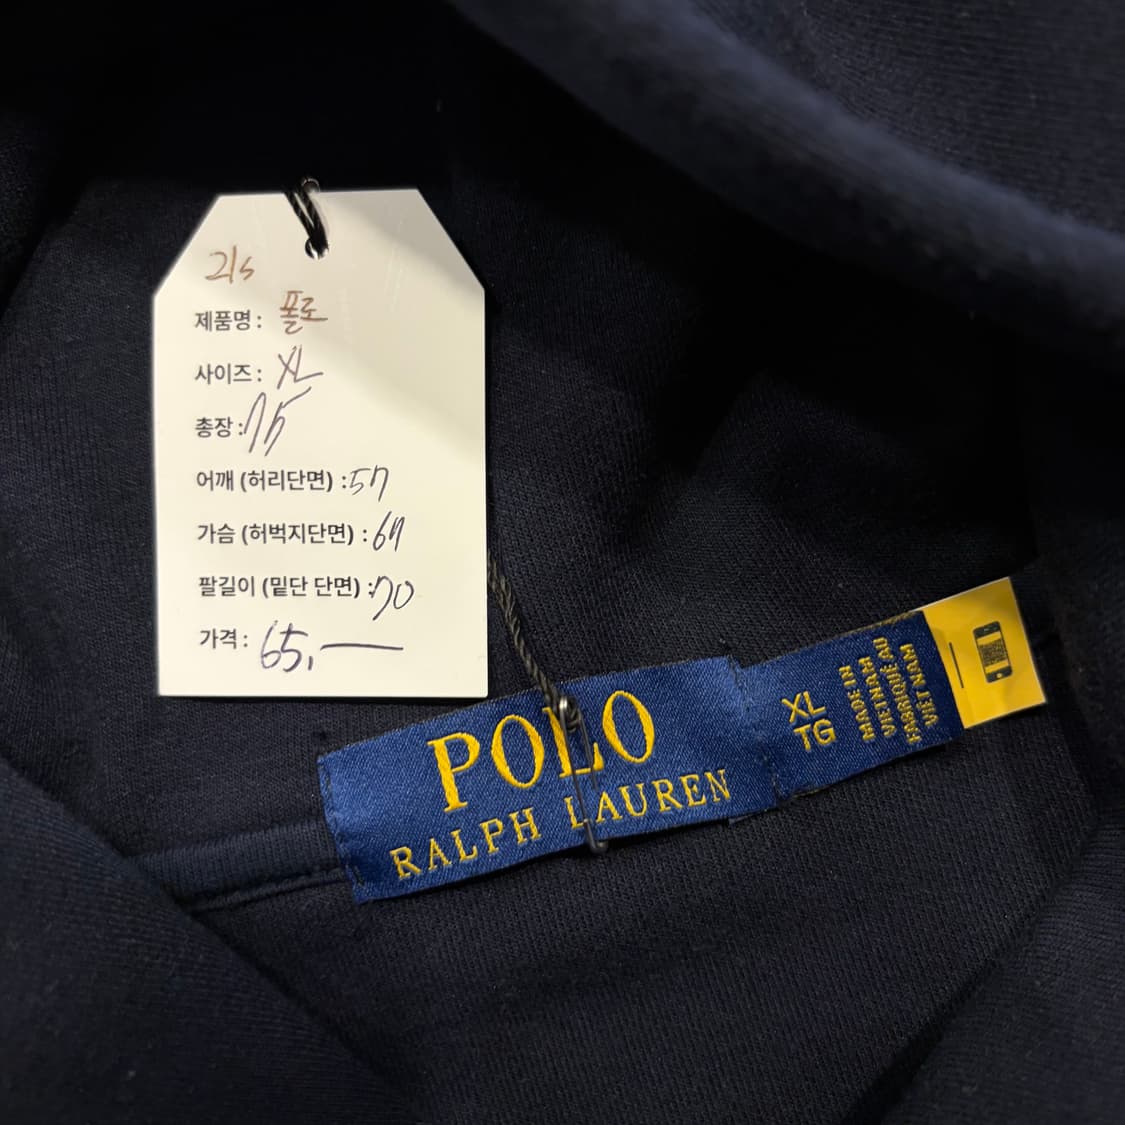 21s
제품명 : 폴로
사이즈 : XL
총장 : 75
어깨 (허리단면) : 57
가슴 (허벅지단면) : 67
팔길이 (밑단 단면) : 70
가격 : 65,—
POLO
RALPH LAUREN
XL
TG
MADE IN
VIETNAM
FABRIQUÉ AU
VIET NAM